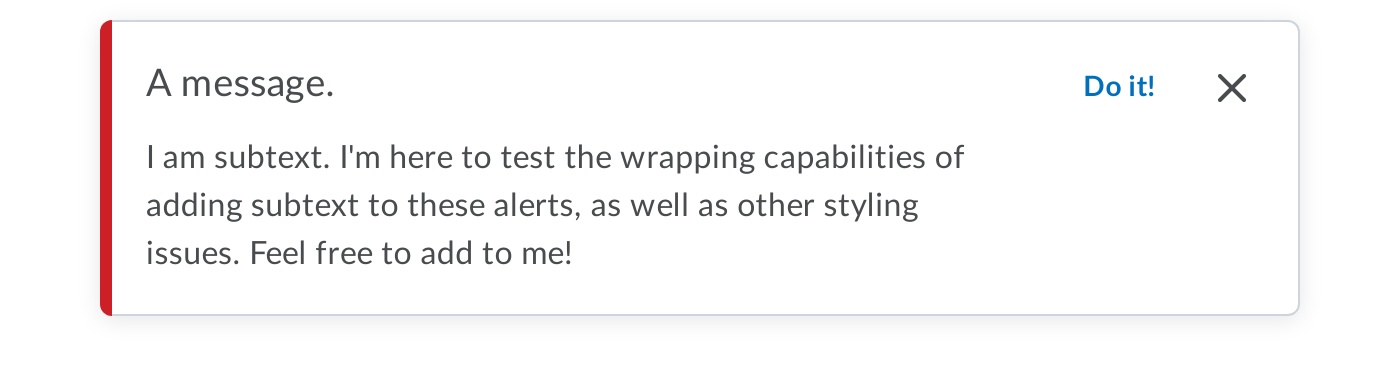 A message.
Do it!
I am subtext. I'm here to test the wrapping capabilities of
adding subtext to these alerts, as well as other styling
issues. Feel free to add to me!